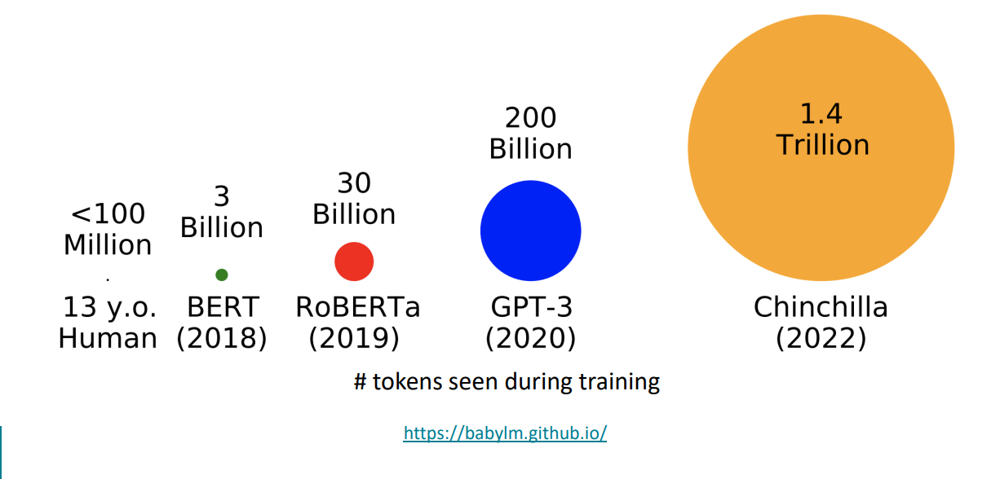 <100
Million
13 y.o.
Human
3
Billion
BERT
(2018)
30
Billion
RoBERTa
(2019)
200
Billion
GPT-3
(2020)
1.4
Trillion
Chinchilla
(2022)
# tokens seen during training
https://babylm.github.io/